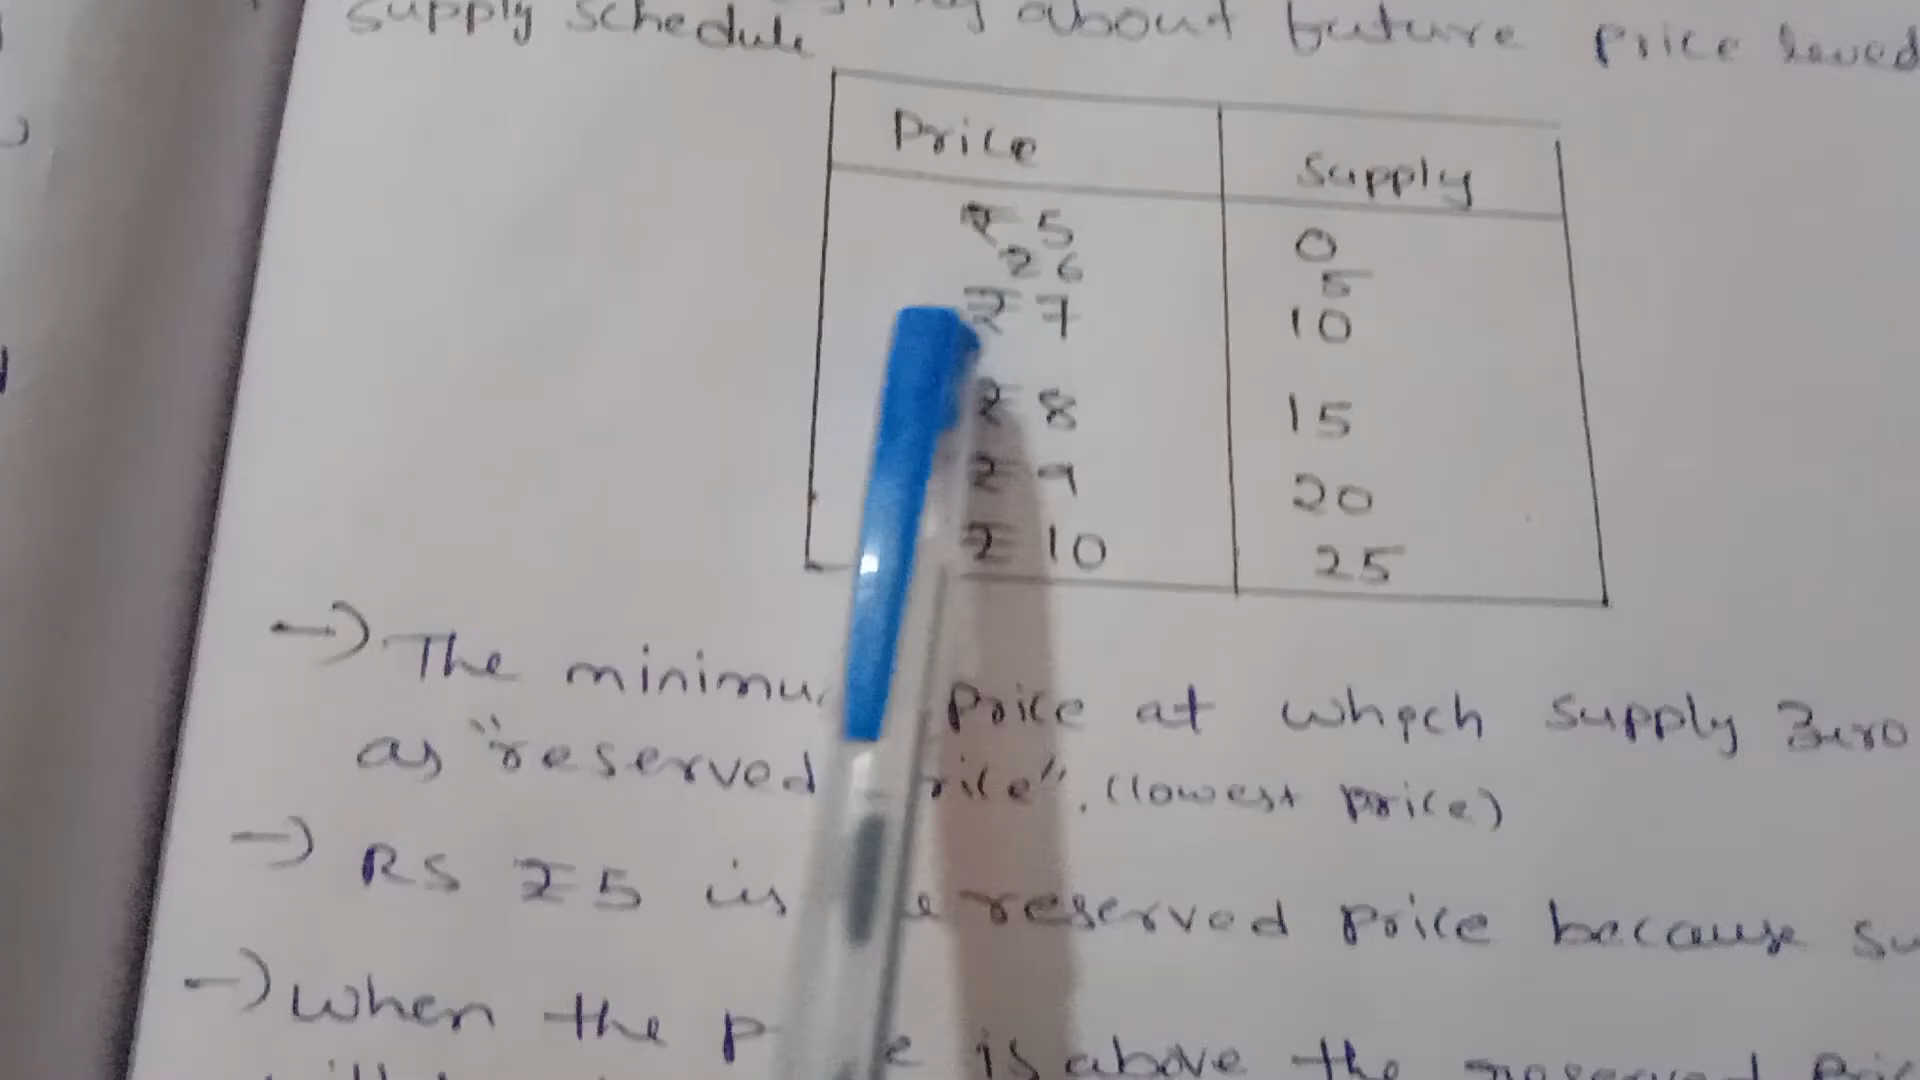 supply schedule about future price
Price Supply
₹ 5 0
₹ 6 5
₹ 7 10
₹ 8 15
₹ 9 20
₹ 10 25
→ The minimu price at which supply Zero
as "reserved rice". (lowest price)
→ RS ₹5 is reserved price because
→ when the p is above the